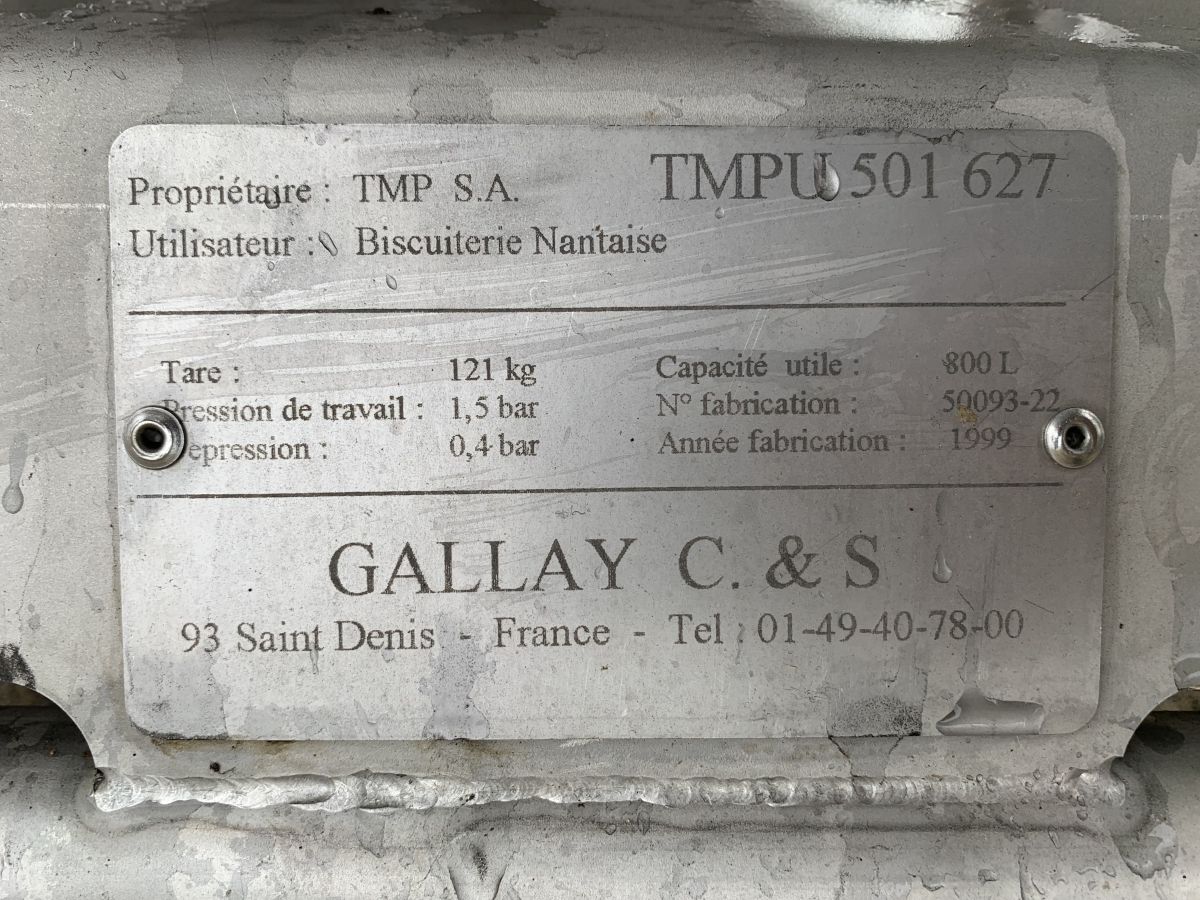 Propriétaire : TMP S.A. TMPU 501 627
Utilisateur : Biscuiterie Nantaise
Tare : 121 kg Capacité utile : 800 L
Pression de travail : 1,5 bar N° fabrication : 50093-22
epression : 0,4 bar Année fabrication : 1999
GALLAY C. & S
93 Saint Denis - France - Tel : 01-49-40-78-00